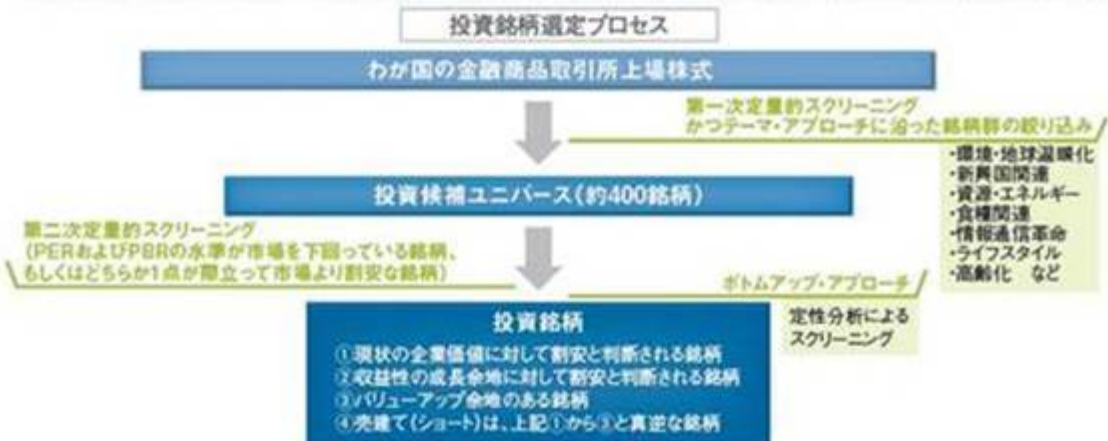 投資銘柄選定プロセス
わが国の金融商品取引所上場株式
第一次定量的スクリーニング
かつテーマ・アプローチに沿った銘柄群の絞り込み
・環境・地球温暖化
・新興国関連
・資源・エネルギー
・食糧関連
・情報通信革命
・ライフスタイル
・高齢化 など
投資候補ユニバース(約400銘柄)
第二次定量的スクリーニング
(PERおよびPBRの水準が市場を下回っている銘柄、
もしくはどちらか1点が際立って市場より割安な銘柄)
ボトムアップ・アプローチ
定性分析による
スクリーニング
投資銘柄
①現状の企業価値に対して割安と判断される銘柄
②収益性の成長余地に対して割安と判断される銘柄
③バリューアップ余地のある銘柄
④売建て(ショート)は、上記①から③と真逆な銘柄